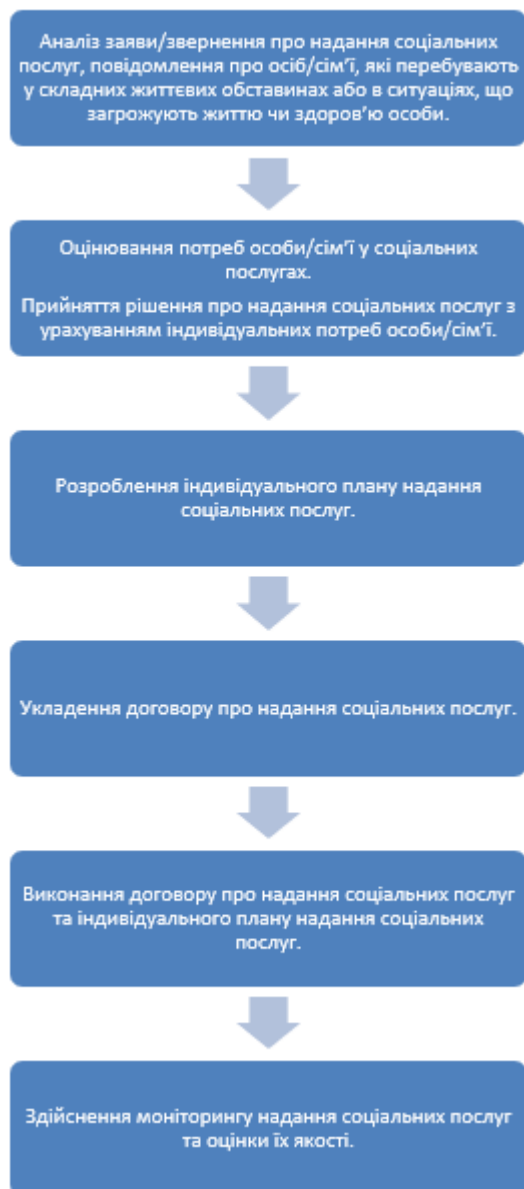 Аналіз заяви/звернення про надання соціальних
послуг, повідомлення про осіб/сім’ї, які перебувають
у складних життєвих обставинах або в ситуаціях, що
загрожують життю чи здоров’ю особи.
Оцінювання потреб особи/сім’ї у соціальних
послугах.
Прийняття рішення про надання соціальних послуг з
урахуванням індивідуальних потреб особи/сім’ї.
Розроблення індивідуального плану надання
соціальних послуг.
Укладення договору про надання соціальних послуг.
Виконання договору про надання соціальних послуг
та індивідуального плану надання соціальних
послуг.
Здійснення моніторингу надання соціальних послуг
та оцінки їх якості.